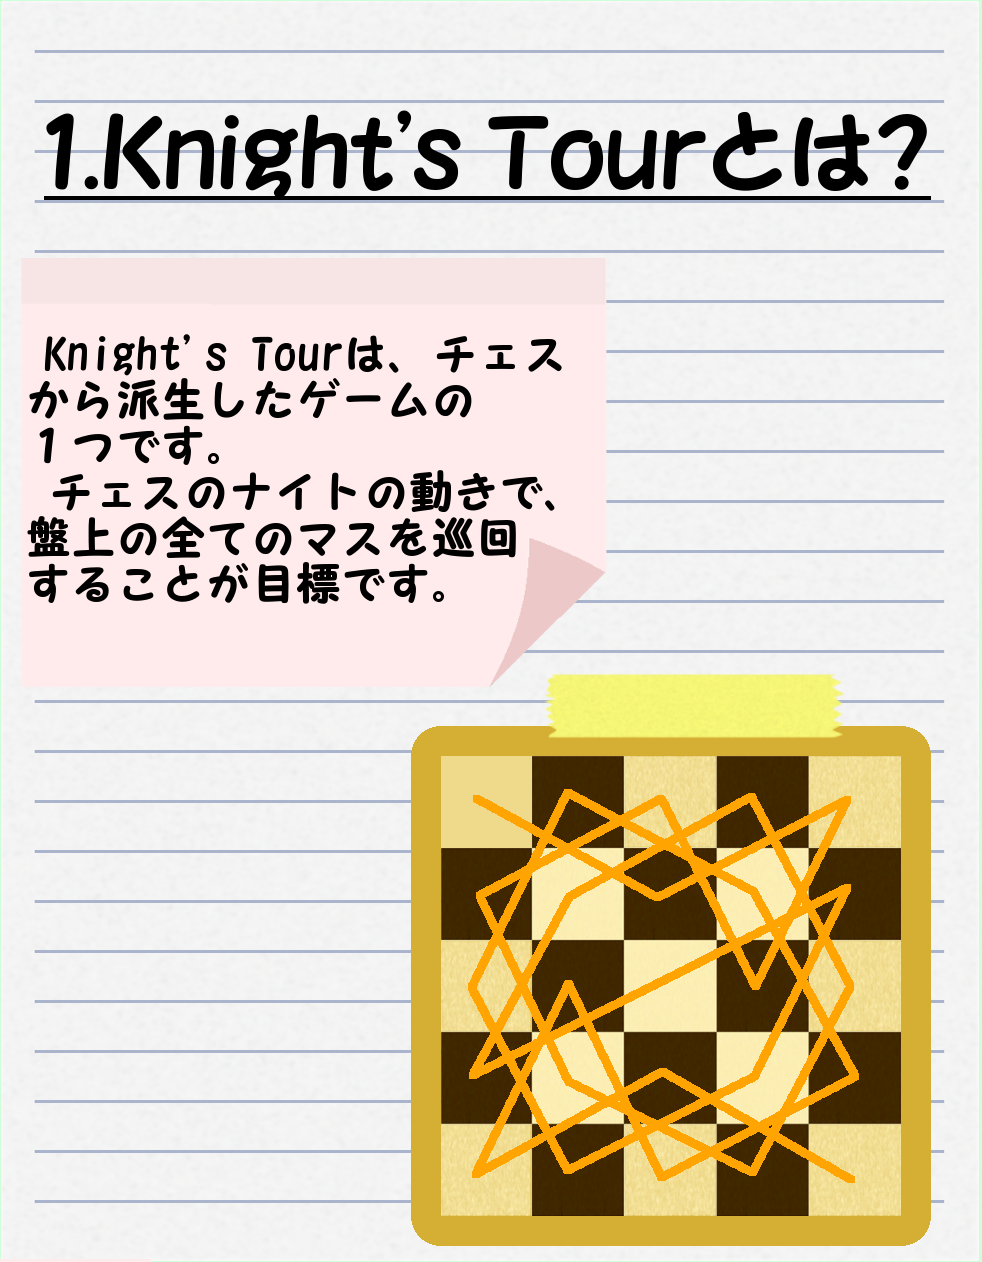 1.Knight's Tourとは?
Knight's Tourは、チェス
から派生したゲームの
１つです。
チェスのナイトの動きで、
盤上の全てのマスを巡回
することが目標です。